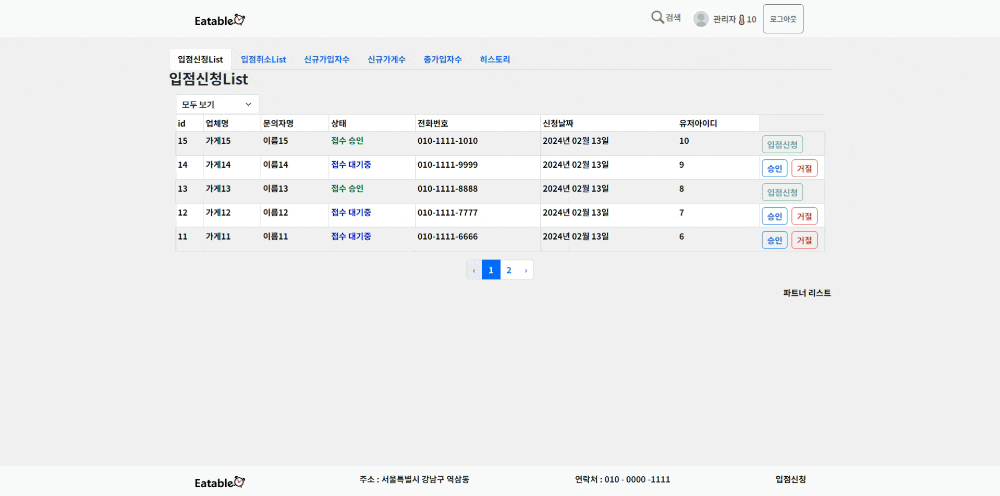 Eatable
검색
관리자 10
로그아웃
입점신청List 입점취소List 신규가입자수 신규가게수 총가입자수 히스토리
입점신청List
모두 보기
id 업체명 문의자명 상태 전화번호 신청날짜 유저아이디
15 가게15 이름15 접수 승인 010-1111-1010 2024년 02월 13일 10 입점신청
14 가게14 이름14 접수 대기중 010-1111-9999 2024년 02월 13일 9 승인 거절
13 가게13 이름13 접수 승인 010-1111-8888 2024년 02월 13일 8 입점신청
12 가게12 이름12 접수 대기중 010-1111-7777 2024년 02월 13일 7 승인 거절
11 가게11 이름11 접수 대기중 010-1111-6666 2024년 02월 13일 6 승인 거절
‹ 1 2 ›
파트너 리스트
Eatable 주소 : 서울특별시 강남구 역삼동 연락처 : 010 - 0000 -1111 입점신청